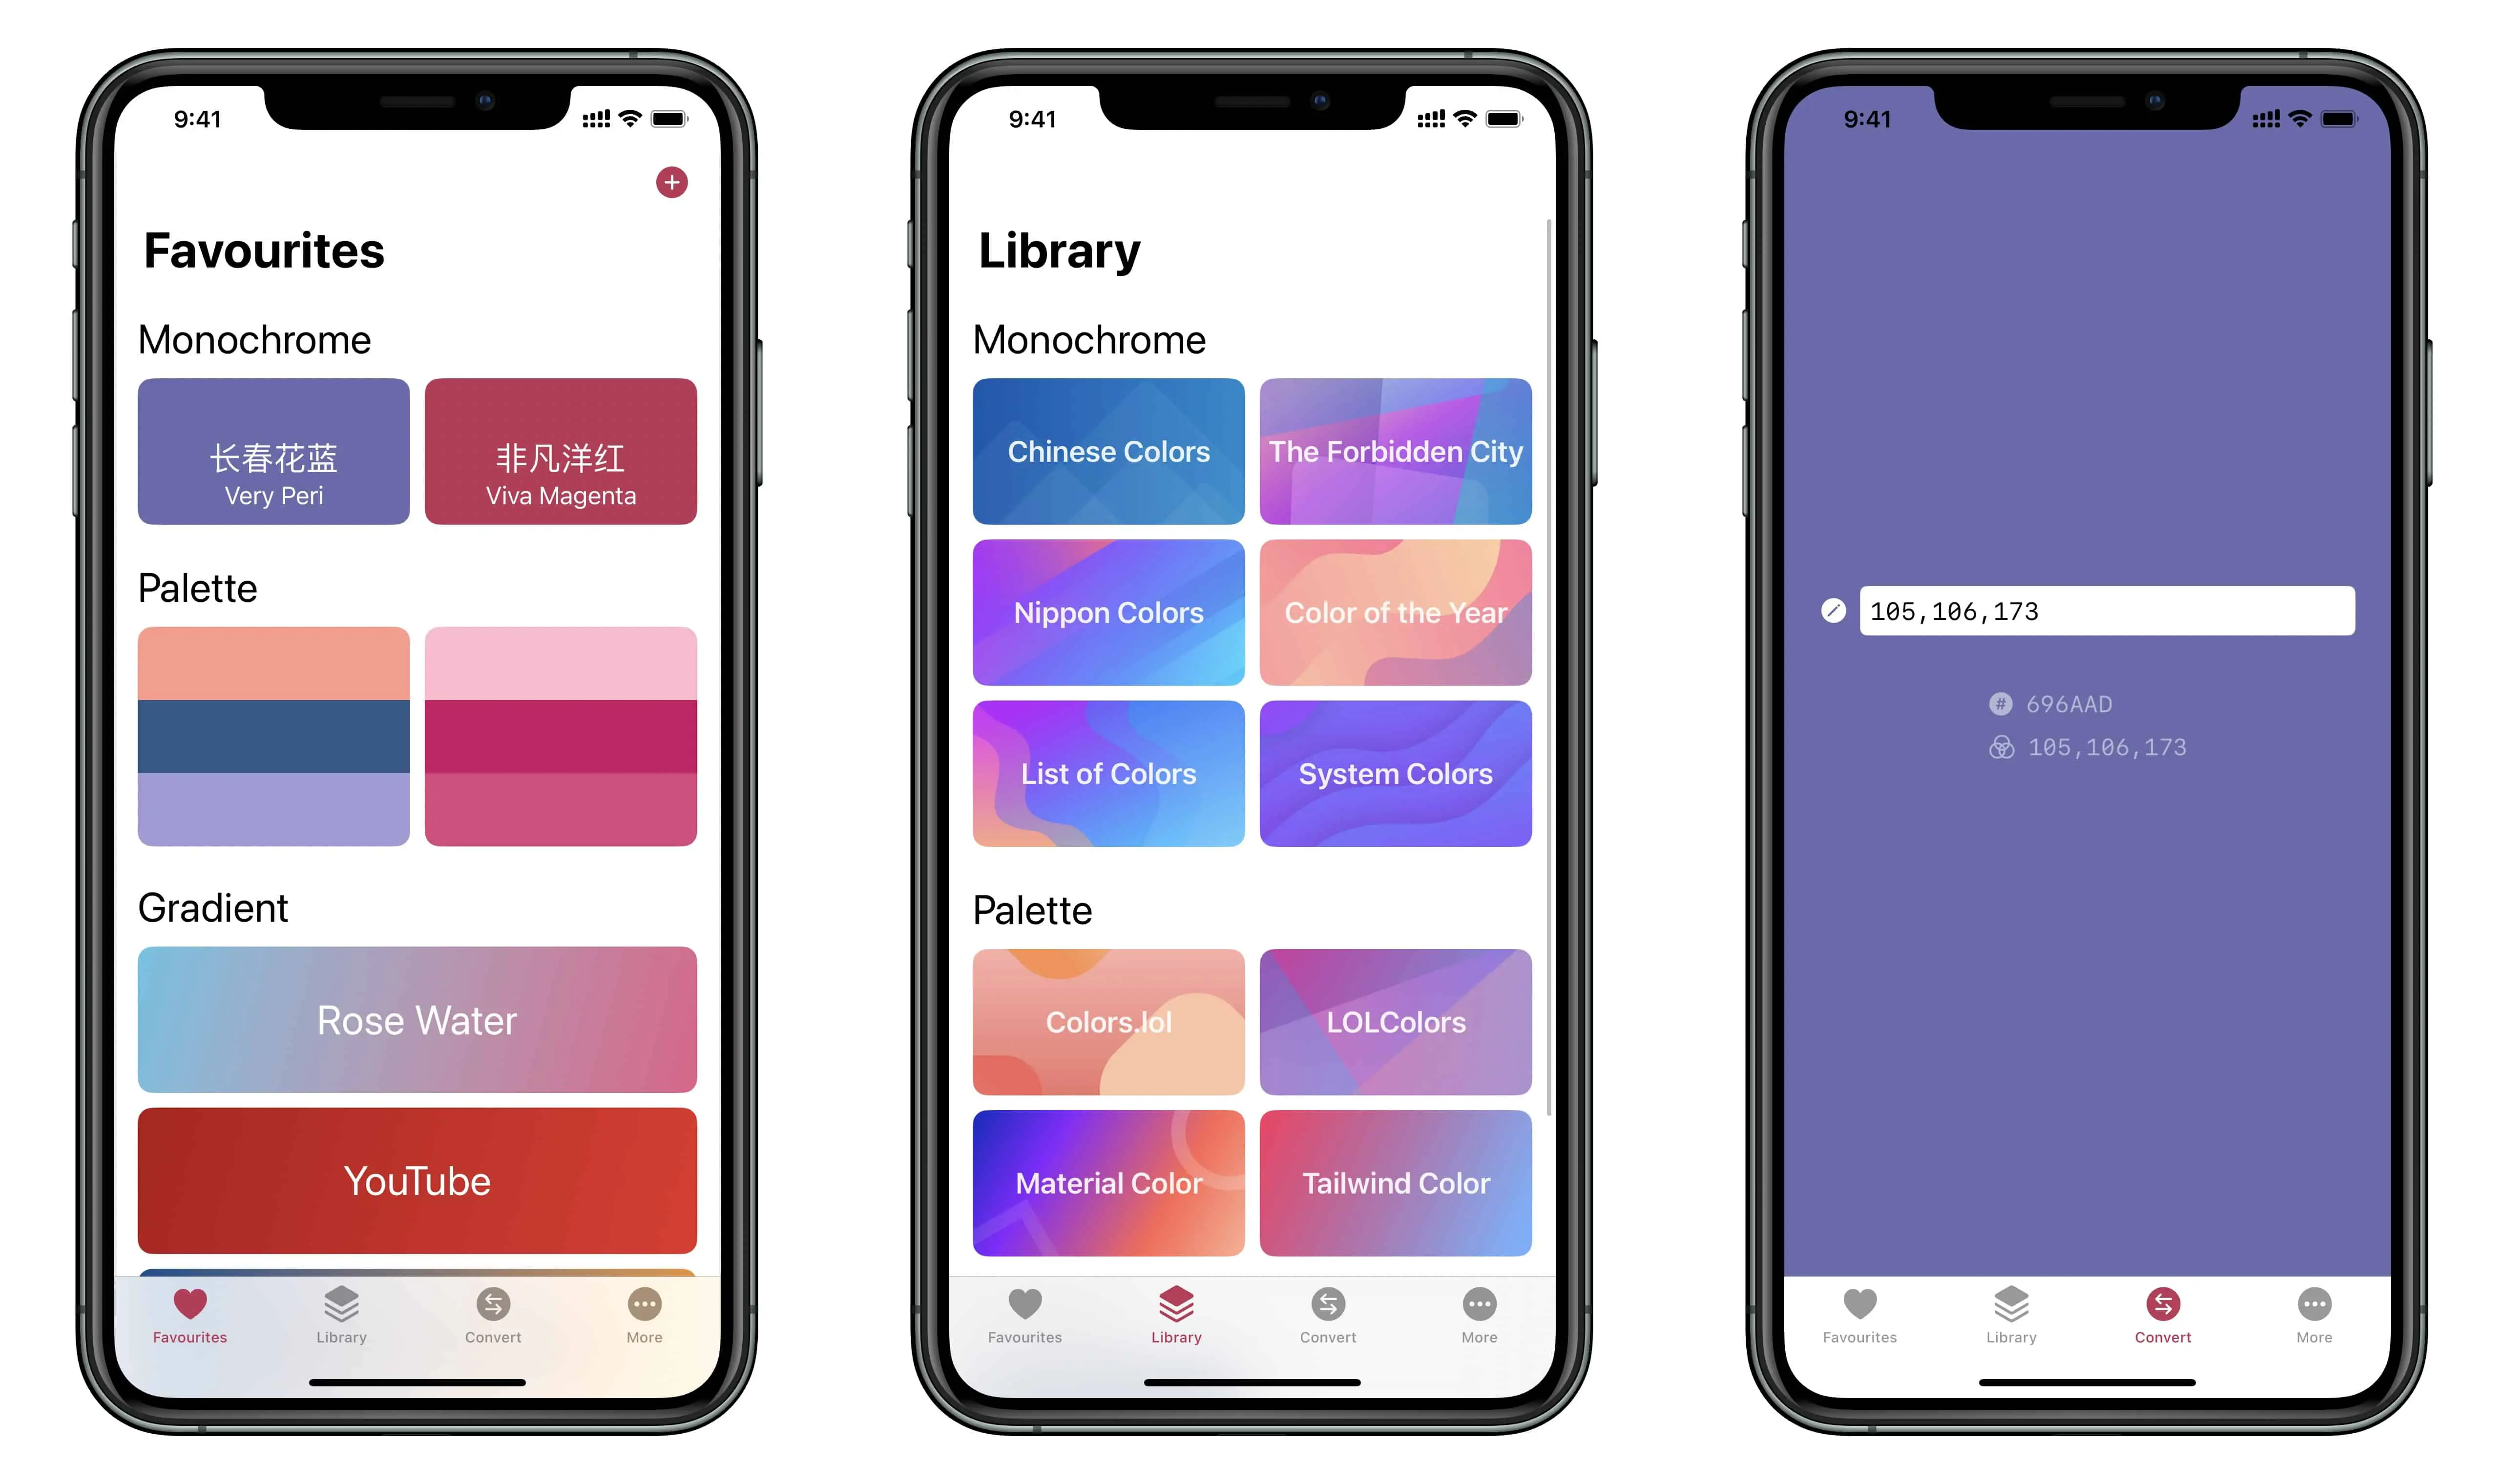 9:41
Favourites
Monochrome
长春花蓝
Very Peri
非凡洋红
Viva Magenta
Palette
Gradient
Rose Water
YouTube
Favourites
Library
Convert
More
9:41
Library
Monochrome
Chinese Colors
The Forbidden City
Nippon Colors
Color of the Year
List of Colors
System Colors
Palette
Colors.lol
LOLColors
Material Color
Tailwind Color
Favourites
Library
Convert
More
9:41
105,106,173
# 696AAD
105,106,173
Favourites
Library
Convert
More